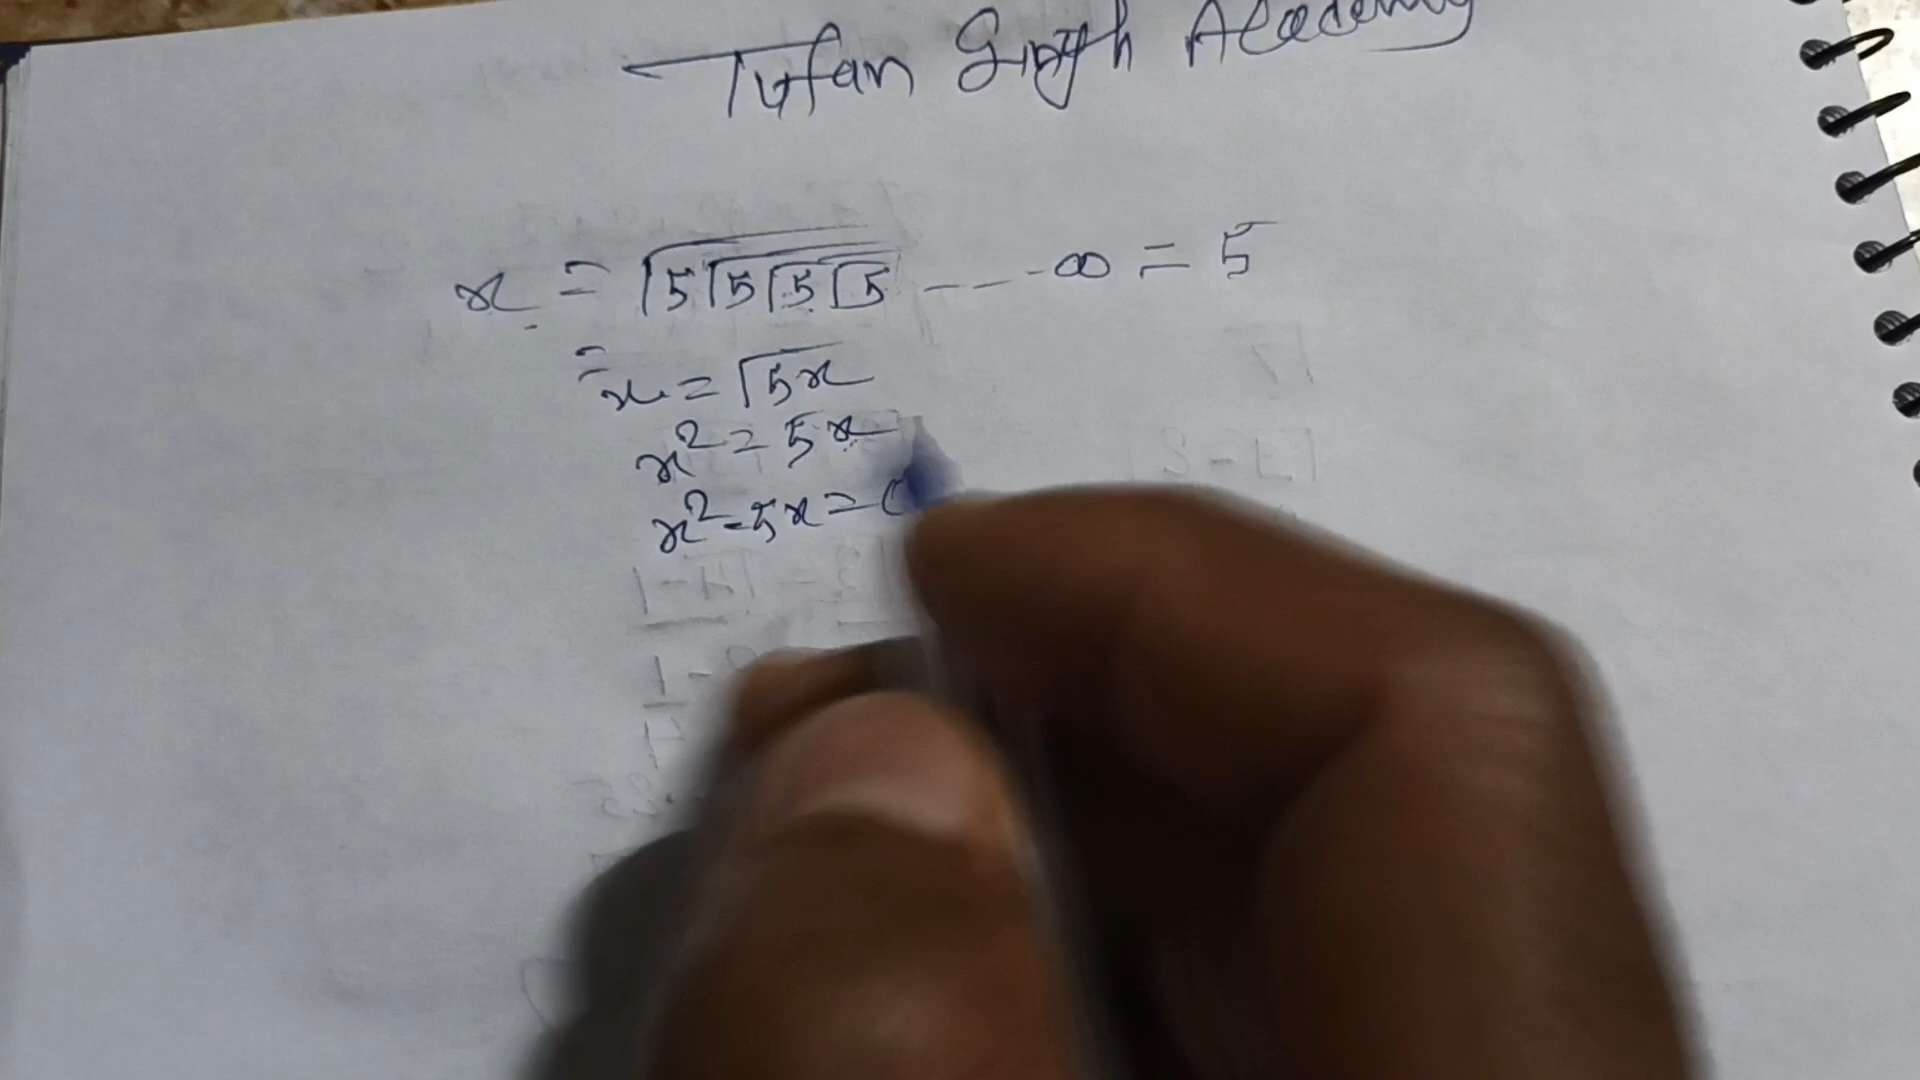 Tufan Singh Academy
x = √5√5√5√5 --- ∞ = 5
= x = √5x
x² = 5x
x² - 5x = 0